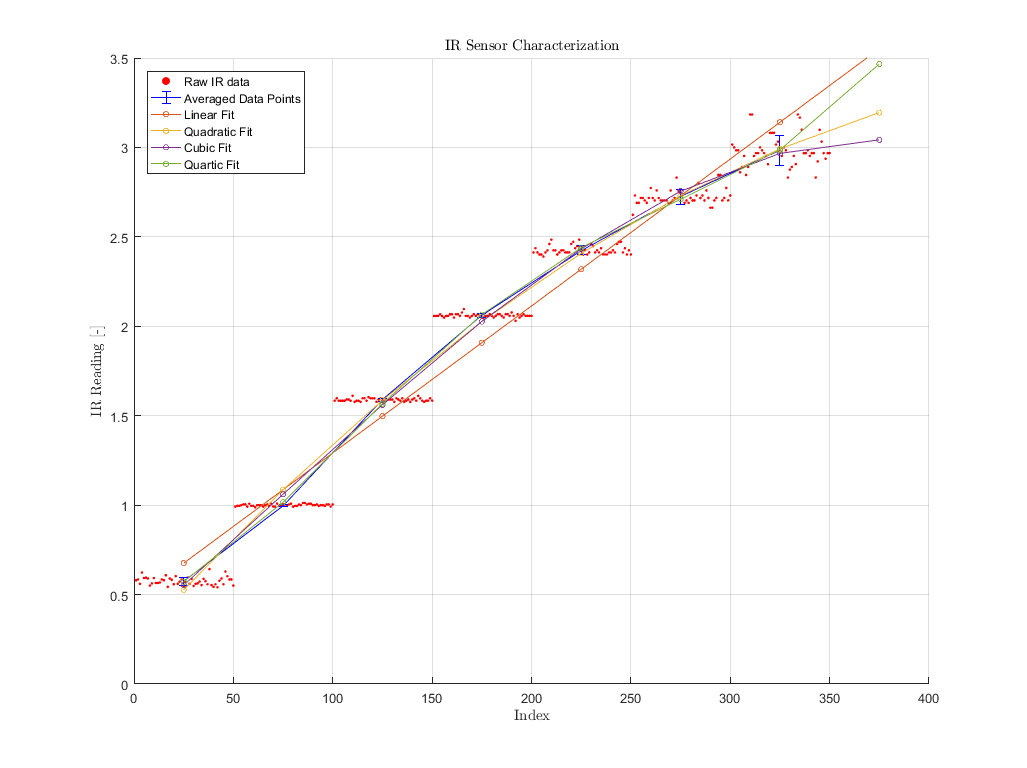 IR Sensor Characterization
Raw IR data
Averaged Data Points
Linear Fit
Quadratic Fit
Cubic Fit
Quartic Fit
3.5
3
2.5
2
1.5
1
0.5
0
IR Reading [-]
0 50 100 150 200 250 300 350 400
Index